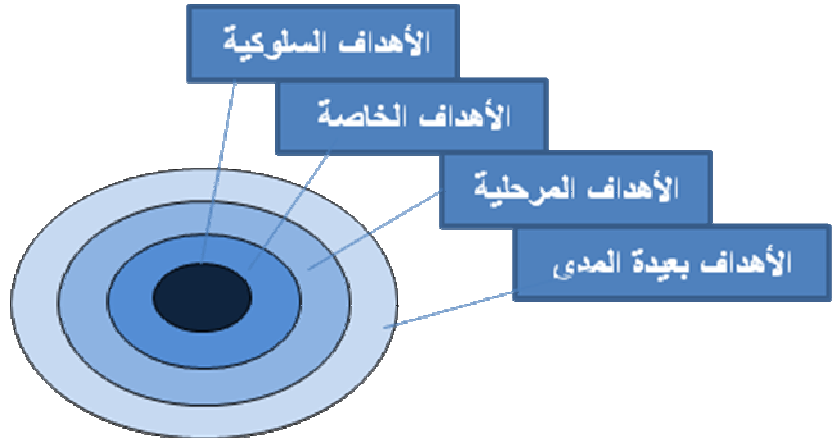 الأهداف السلوكية
الأهداف الخاصة
الأهداف المرحلية
الأهداف بعيدة المدى